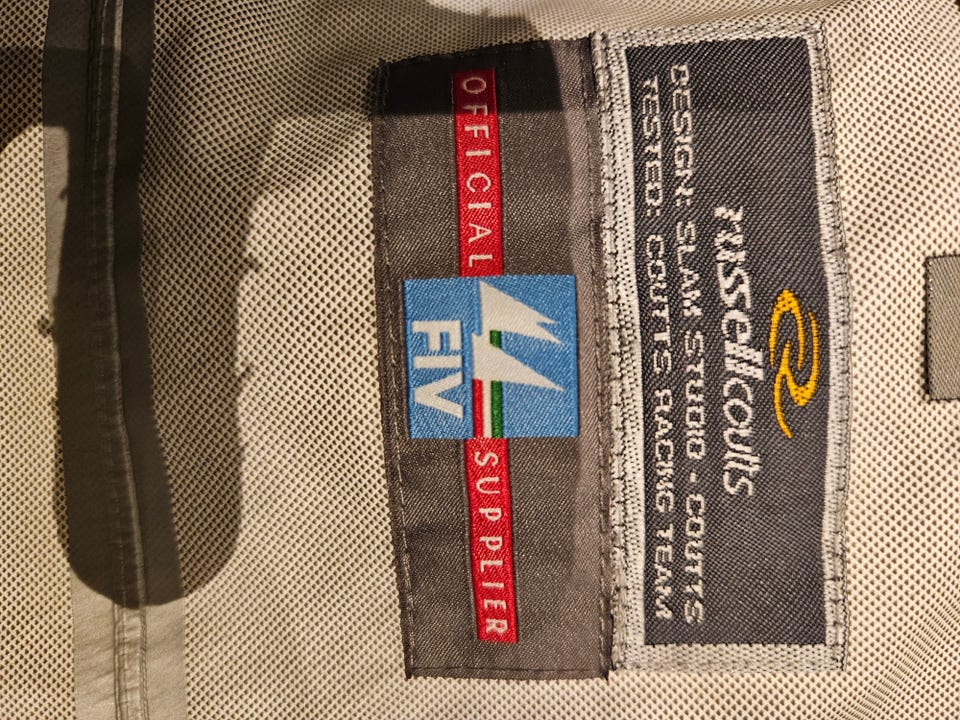 russellcoutts
DESIGN: SLAM STUDIO - COUTTS
TESTED: COUTTS RACING TEAM
OFFICIAL SUPPLIER
FIV